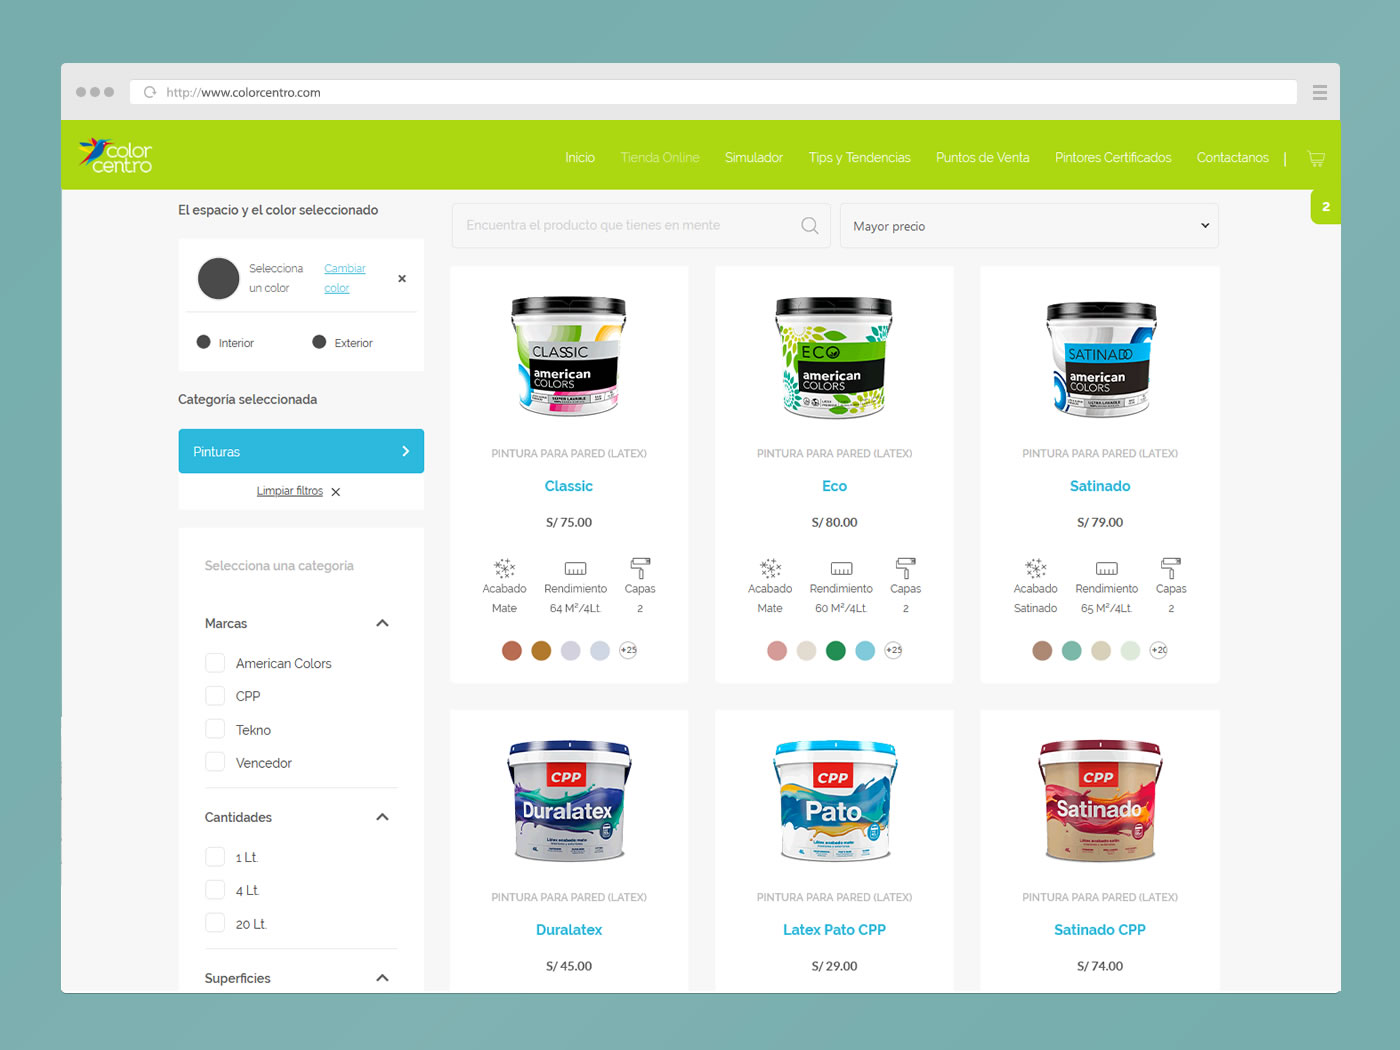 http://www.colorcentro.com
color
centro
Inicio
Tienda Online
Simulador
Tips y Tendencias
Puntos de Venta
Pintores Certificados
Contactanos
2
El espacio y el color seleccionado
Selecciona
un color
Cambiar
color
Interior
Exterior
Categoría seleccionada
Pinturas
Limpiar filtros
Selecciona una categoría
Marcas
American Colors
CPP
Tekno
Vencedor
Cantidades
1 Lt.
4 Lt.
20 Lt.
Superficies
Encuentra el producto que tienes en mente
Mayor precio
CLASSIC
american
COLORS
PINTURA PARA PARED (LATEX)
Classic
S/ 75.00
Acabado
Mate
Rendimiento
64 M²/4Lt.
Capas
2
+25
ECO
american
COLORS
PINTURA PARA PARED (LATEX)
Eco
S/ 80.00
Acabado
Mate
Rendimiento
60 M²/4Lt.
Capas
2
+25
SATINADO
american
COLORS
PINTURA PARA PARED (LATEX)
Satinado
S/ 79.00
Acabado
Satinado
Rendimiento
65 M²/4Lt.
Capas
2
+20
CPP
Duralatex
PINTURA PARA PARED (LATEX)
Duralatex
S/ 45.00
CPP
Pato
PINTURA PARA PARED (LATEX)
Latex Pato CPP
S/ 29.00
CPP
Satinado
PINTURA PARA PARED (LATEX)
Satinado CPP
S/ 74.00